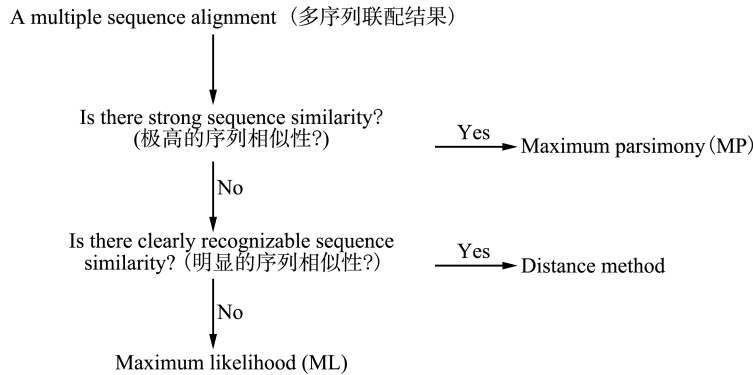 A multiple sequence alignment（多序列联配结果）
Is there strong sequence similarity?
(极高的序列相似性?)
Yes
Maximum parsimony (MP)
No
Is there clearly recognizable sequence
similarity?（明显的序列相似性?）
Yes
Distance method
No
Maximum likelihood (ML)